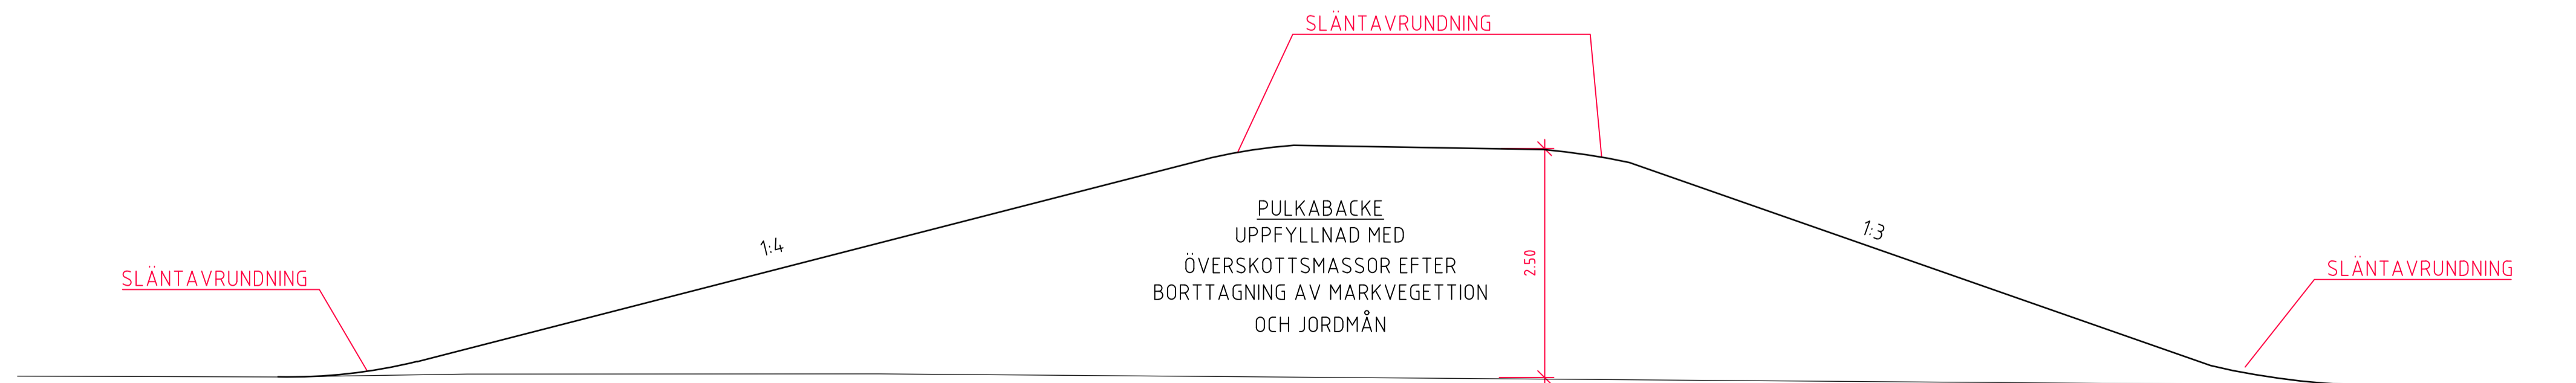 SLÄNTAVRUNDNING
1:4
SLÄNTAVRUNDNING
PULKABACKE
UPPFYLLNAD MED
ÖVERSKOTTSMASSOR EFTER
BORTTAGNING AV MARKVEGETTION
OCH JORDMÅN
2.50
1:3
SLÄNTAVRUNDNING